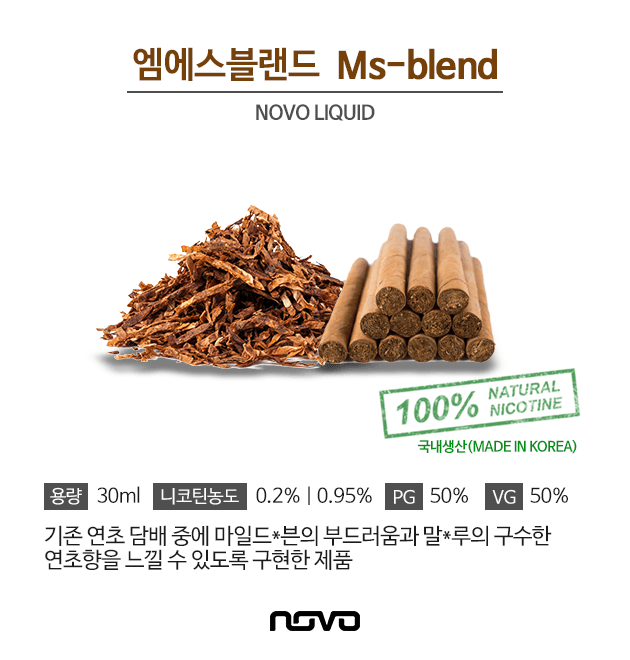 엠에스블랜드 Ms-blend
NOVO LIQUID
100% NATURAL NICOTINE
국내생산(MADE IN KOREA)
용량 30ml 니코틴농도 0.2% | 0.95% PG 50% VG 50%
기존 연초 담배 중에 마일드*븐의 부드러움과 말*루의 구수한
연초향을 느낄 수 있도록 구현한 제품
novo